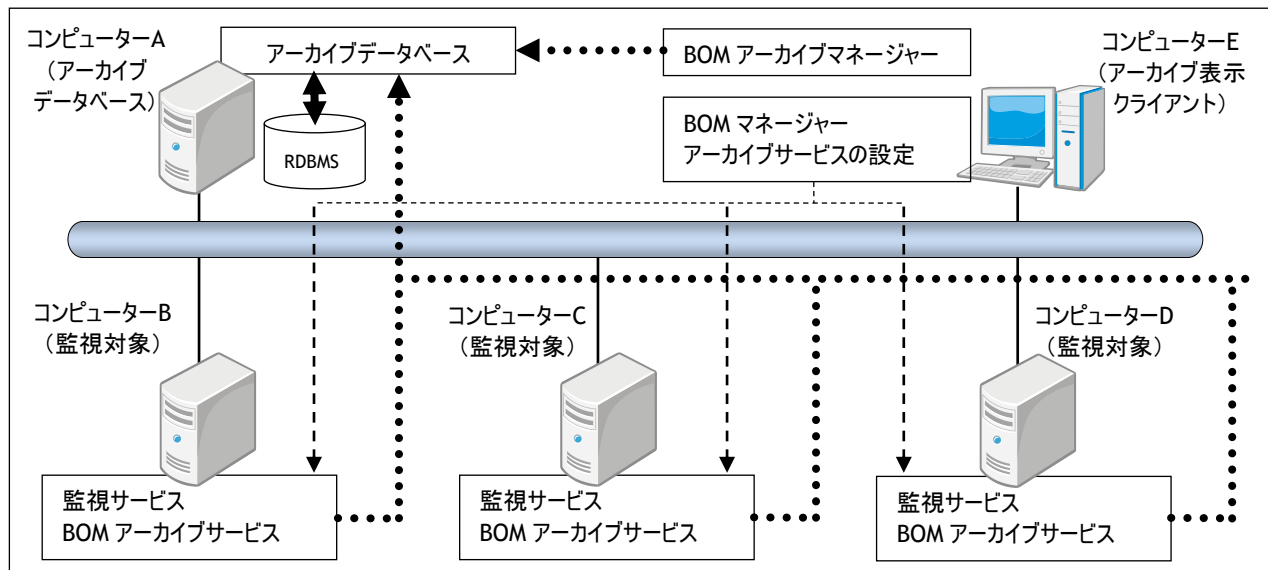 コンピューターA
（アーカイブ
データベース）
アーカイブデータベース
RDBMS
BOM アーカイブマネージャー
BOM マネージャー
アーカイブサービスの設定
コンピューターE
（アーカイブ表示
クライアント）
コンピューターB
（監視対象）
監視サービス
BOM アーカイブサービス
コンピューターC
（監視対象）
監視サービス
BOM アーカイブサービス
コンピューターD
（監視対象）
監視サービス
BOM アーカイブサービス